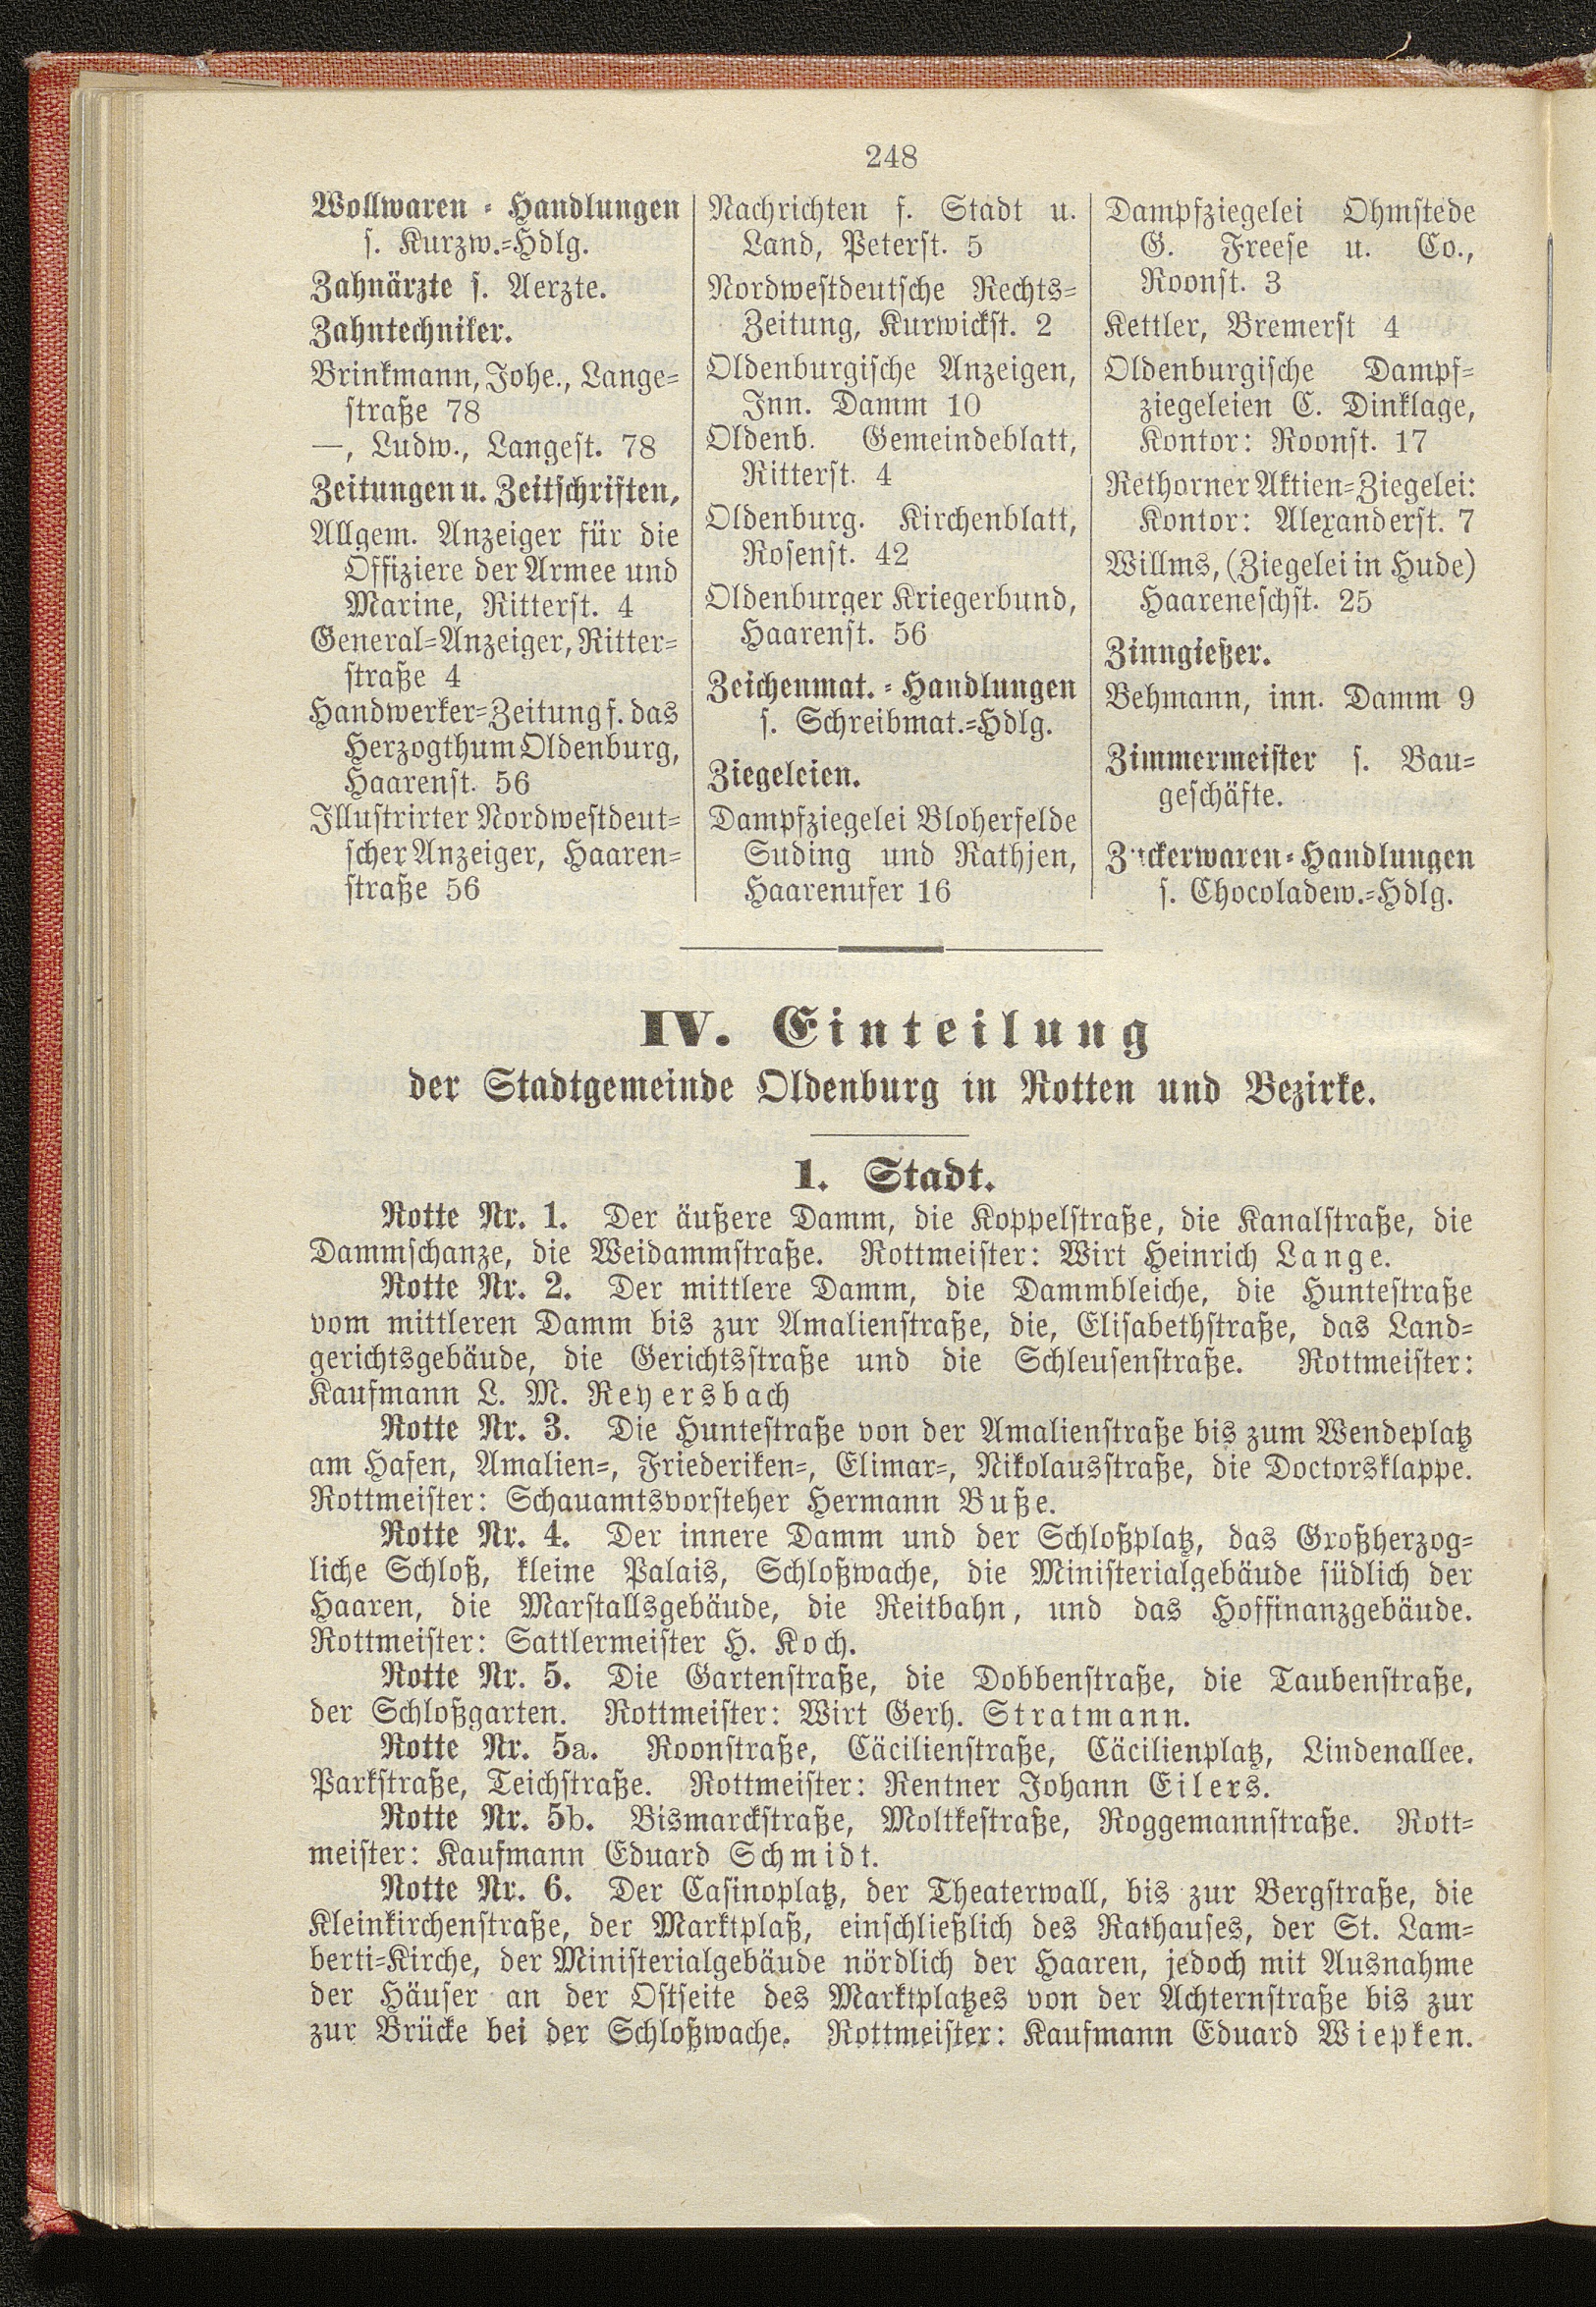 248
Wollwaren - Handlungen
s. Kurzw.-Hdlg.
Zahnärzte s. Aerzte.
Zahntechniker.
Brinkmann, Johe., Lange-
straße 78
—, Ludw., Langest. 78
Zeitungen u. Zeitschriften,
Allgem. Anzeiger für die
Offiziere der Armee und
Marine, Ritterst. 4
General-Anzeiger, Ritter-
straße 4
Handwerker-Zeitung f. das
Herzogthum Oldenburg,
Haarenst. 56
Illustrirter Nordwestdeut-
scher Anzeiger, Haaren-
straße 56
Nachrichten f. Stadt u.
Land, Peterst. 5
Nordwestdeutsche Rechts-
Zeitung, Kurwickst. 2
Oldenburgische Anzeigen,
Inn. Damm 10
Oldenb. Gemeindeblatt,
Ritterst. 4
Oldenburg. Kirchenblatt,
Rosenst. 42
Oldenburger Kriegerbund,
Haarenst. 56
Zeichenmat. - Handlungen
s. Schreibmat.-Hdlg.
Ziegeleien.
Dampfziegelei Bloherfelde
Suding und Rathjen,
Haarenufer 16
Dampfziegelei Ohmstede
G. Freese u. Co.,
Roonst. 3
Kettler, Bremerst 4
Oldenburgische Dampf-
ziegeleien C. Dinklage,
Kontor: Roonst. 17
Rethorner Aktien-Ziegelei:
Kontor: Alexanderst. 7
Willms, (Ziegelei in Hude)
Haareneschst. 25
Zinngießer.
Behmann, inn. Damm 9
Zimmermeister s. Bau-
geschäfte.
Zuckerwaren-Handlungen
s. Chocoladew.-Hdlg.
IV. Einteilung
der Stadtgemeinde Oldenburg in Rotten und Bezirke.
1. Stadt.
Rotte Nr. 1. Der äußere Damm, die Koppelstraße, die Kanalstraße, die
Dammschanze, die Weidammstraße. Rottmeister: Wirt Heinrich Lange.
Rotte Nr. 2. Der mittlere Damm, die Dammbleiche, die Huntestraße
vom mittleren Damm bis zur Amalienstraße, die, Elisabethstraße, das Land-
gerichtsgebäude, die Gerichtsstraße und die Schleusenstraße. Rottmeister:
Kaufmann L. M. Reyersbach
Rotte Nr. 3. Die Huntestraße von der Amalienstraße bis zum Wendeplatz
am Hafen, Amalien-, Friederiken-, Elimar-, Nikolausstraße, die Doctorsklappe.
Rottmeister: Schauamtsvorsteher Hermann Buße.
Rotte Nr. 4. Der innere Damm und der Schloßplatz, das Großherzog-
liche Schloß, kleine Palais, Schloßwache, die Ministerialgebäude südlich der
Haaren, die Marstallsgebäude, die Reitbahn, und das Hoffinanzgebäude.
Rottmeister: Sattlermeister H. Koch.
Rotte Nr. 5. Die Gartenstraße, die Dobbenstraße, die Taubenstraße,
der Schloßgarten. Rottmeister: Wirt Gerh. Stratmann.
Rotte Nr. 5a. Roonstraße, Cäcilienstraße, Cäcilienplatz, Lindenallee.
Parkstraße, Teichstraße. Rottmeister: Rentner Johann Eilers.
Rotte Nr. 5b. Bismarckstraße, Moltkestraße, Roggemannstraße. Rott-
meister: Kaufmann Eduard Schmidt.
Rotte Nr. 6. Der Casinoplatz, der Theaterwall, bis zur Bergstraße, die
Kleinkirchenstraße, der Marktplaß, einschließlich des Rathauses, der St. Lam-
berti-Kirche, der Ministerialgebäude nördlich der Haaren, jedoch mit Ausnahme
der Häuser an der Ostseite des Marktplatzes von der Achternstraße bis zur
zur Brücke bei der Schloßwache. Rottmeister: Kaufmann Eduard Wiepken.